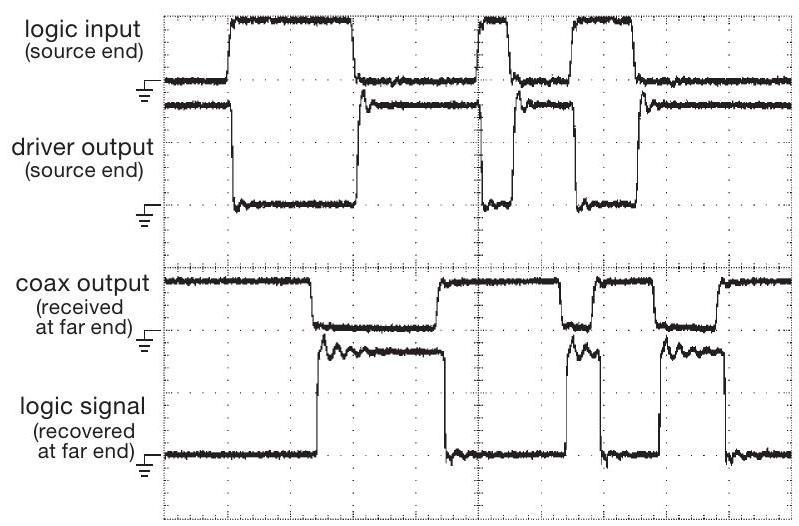 logic input
(source end)
driver output
(source end)
coax output
(received
at far end)
logic signal
(recovered
at far end)